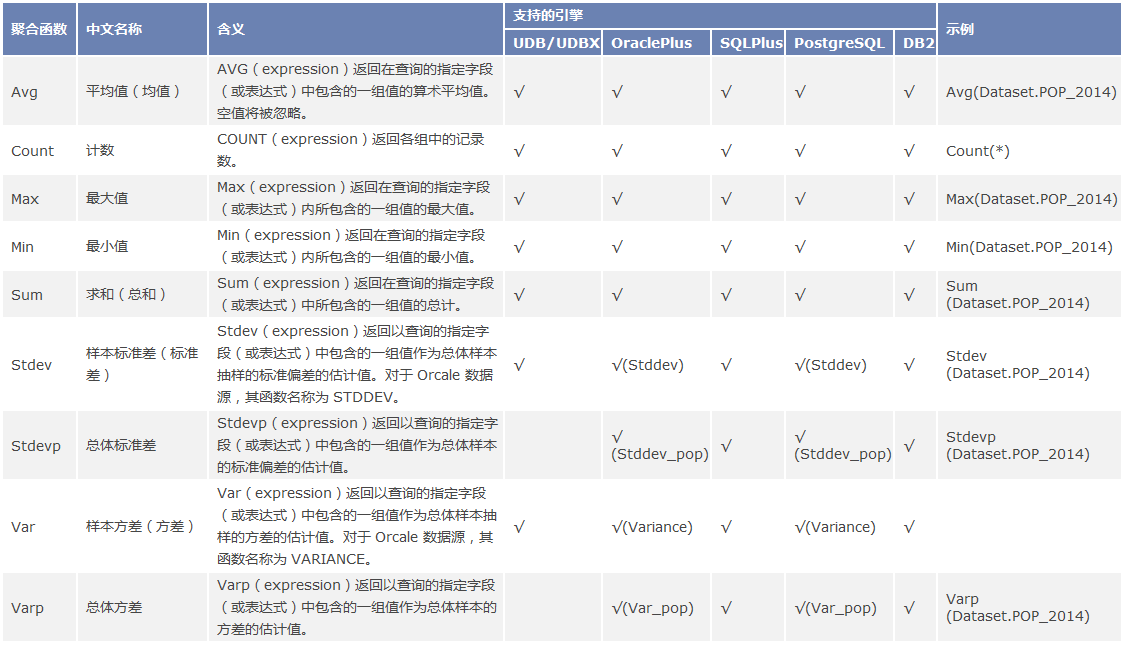 聚合函数 中文名称 含义 支持的引擎 示例
UDB/UDBX OraclePlus SQLPlus PostgreSQL DB2
Avg 平均值（均值） AVG（expression）返回在查询的指定字段
（或表达式）中包含的一组值的算术平均值。
空值将被忽略。
√ √ √ √ √ Avg(Dataset.POP_2014)
Count 计数 COUNT（expression）返回各组中的记录
数。
√ √ √ √ √ Count(*)
Max 最大值 Max（expression）返回在查询的指定字段
（或表达式）内所包含的一组值的最大值。
√ √ √ √ √ Max(Dataset.POP_2014)
Min 最小值 Min（expression）返回在查询的指定字段
（或表达式）内所包含的一组值的最小值。
√ √ √ √ √ Min(Dataset.POP_2014)
Sum 求和（总和） Sum（expression）返回在查询的指定字段
（或表达式）中所包含的一组值的总计。
√ √ √ √ √ Sum
(Dataset.POP_2014)
Stdev 样本标准差（标准
差）
Stdev（expression）返回以查询的指定字
段（或表达式）中包含的一组值作为总体样本
抽样的标准偏差的估计值。对于 Orcale 数据
源，其函数名称为 STDDEV。
√ √(Stddev) √ √(Stddev) √ Stdev
(Dataset.POP_2014)
Stdevp 总体标准差 Stdevp（expression）返回以查询的指定字
段（或表达式）中包含的一组值作为总体样本
的标准偏差的估计值。
√
(Stddev_pop)
√
√
(Stddev_pop)
√
Stdevp
(Dataset.POP_2014)
Var 样本方差（方差） Var（expression）返回以查询的指定字段
（或表达式）中包含的一组值作为总体样本抽
样的方差的估计值。对于 Orcale 数据源，其
函数名称为 VARIANCE。
√ √(Variance) √ √(Variance) √
Varp 总体方差 Varp（expression）返回以查询的指定字段
（或表达式）中包含的一组值作为总体样本的
方差的估计值。
√(Var_pop) √ √(Var_pop) √ Varp
(Dataset.POP_2014)